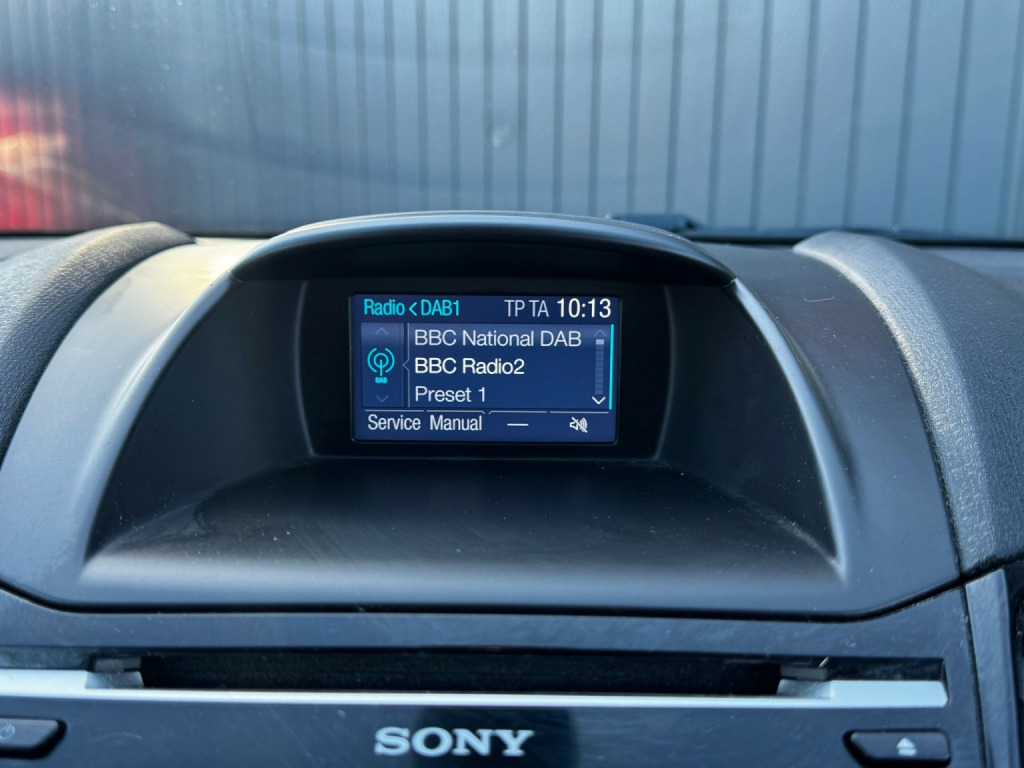 Radio < DAB1 TP TA 10:13
BBC National DAB
BBC Radio2
DAB
Preset 1
Service Manual —
SONY